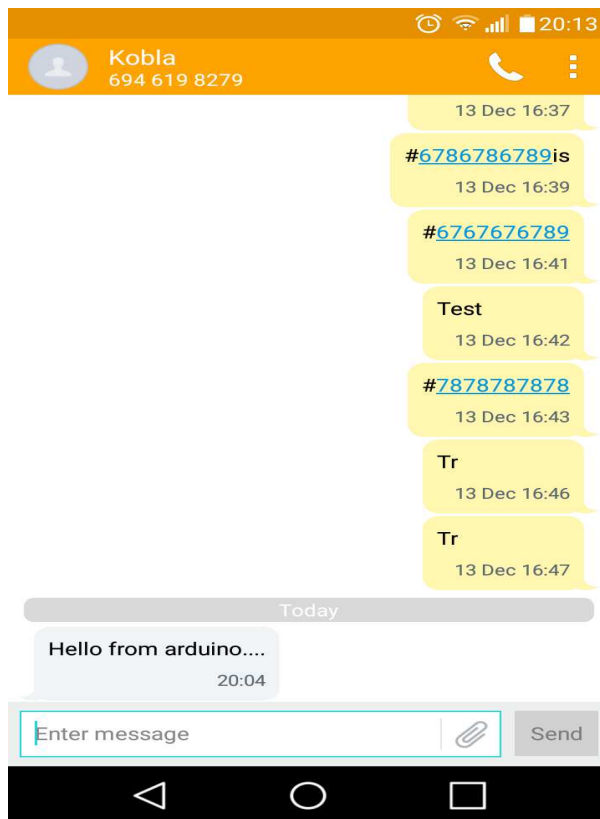 20:13
Kobla
694 619 8279
13 Dec 16:37
#6786786789is
13 Dec 16:39
#6767676789
13 Dec 16:41
Test
13 Dec 16:42
#7878787878
13 Dec 16:43
Tr
13 Dec 16:46
Tr
13 Dec 16:47
Today
Hello from arduino....
20:04
Enter message
Send